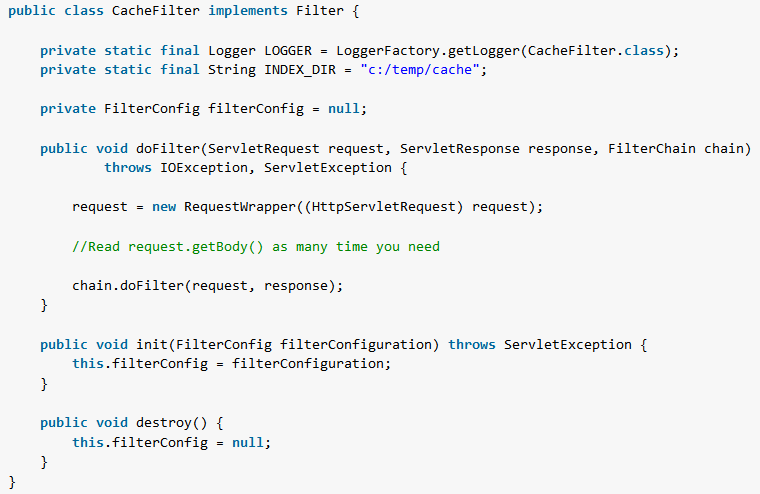 public class CacheFilter implements Filter {
private static final Logger LOGGER = LoggerFactory.getLogger(CacheFilter.class);
private static final String INDEX_DIR = "c:/temp/cache";
private FilterConfig filterConfig = null;
public void doFilter(ServletRequest request, ServletResponse response, FilterChain chain)
throws IOException, ServletException {
request = new RequestWrapper((HttpServletRequest) request);
//Read request.getBody() as many time you need
chain.doFilter(request, response);
}
public void init(FilterConfig filterConfiguration) throws ServletException {
this.filterConfig = filterConfiguration;
}
public void destroy() {
this.filterConfig = null;
}
}